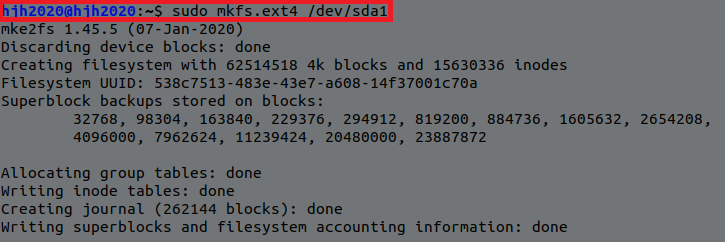 hjh2020@hjh2020:~$ sudo mkfs.ext4 /dev/sda1
mke2fs 1.45.5 (07-Jan-2020)
Discarding device blocks: done
Creating filesystem with 62514518 4k blocks and 15630336 inodes
Filesystem UUID: 538c7513-483e-43e7-a608-14f37001c70a
Superblock backups stored on blocks:
        32768, 98304, 163840, 229376, 294912, 819200, 884736, 1605632, 2654208,
        4096000, 7962624, 11239424, 20480000, 23887872

Allocating group tables: done
Writing inode tables: done
Creating journal (262144 blocks): done
Writing superblocks and filesystem accounting information: done